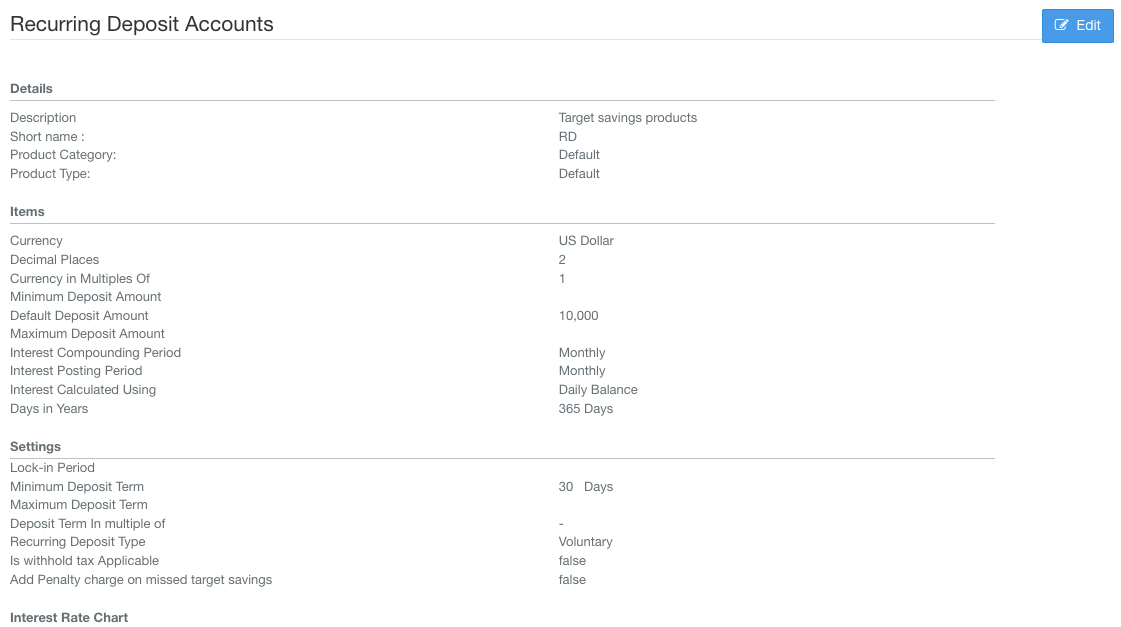 Recurring Deposit Accounts
Edit
Details
Description Target savings products
Short name : RD
Product Category: Default
Product Type: Default
Items
Currency US Dollar
Decimal Places 2
Currency in Multiples Of 1
Minimum Deposit Amount
Default Deposit Amount 10,000
Maximum Deposit Amount
Interest Compounding Period Monthly
Interest Posting Period Monthly
Interest Calculated Using Daily Balance
Days in Years 365 Days
Settings
Lock-in Period
Minimum Deposit Term 30 Days
Maximum Deposit Term
Deposit Term In multiple of -
Recurring Deposit Type Voluntary
Is withhold tax Applicable false
Add Penalty charge on missed target savings false
Interest Rate Chart